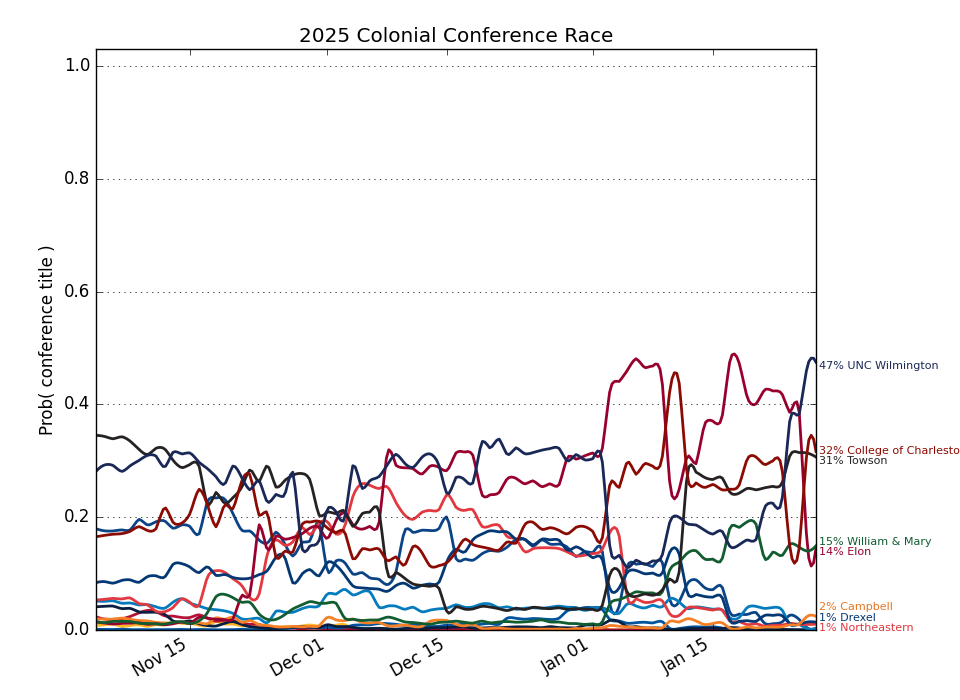 2025 Colonial Conference Race
Prob( conference title )
1.0
0.8
0.6
0.4
0.2
0.0
Nov 15
Dec 01
Dec 15
Jan 01
Jan 15
47% UNC Wilmington
32% College of Charlesto
31% Towson
15% William & Mary
14% Elon
2% Campbell
1% Drexel
1% Northeastern